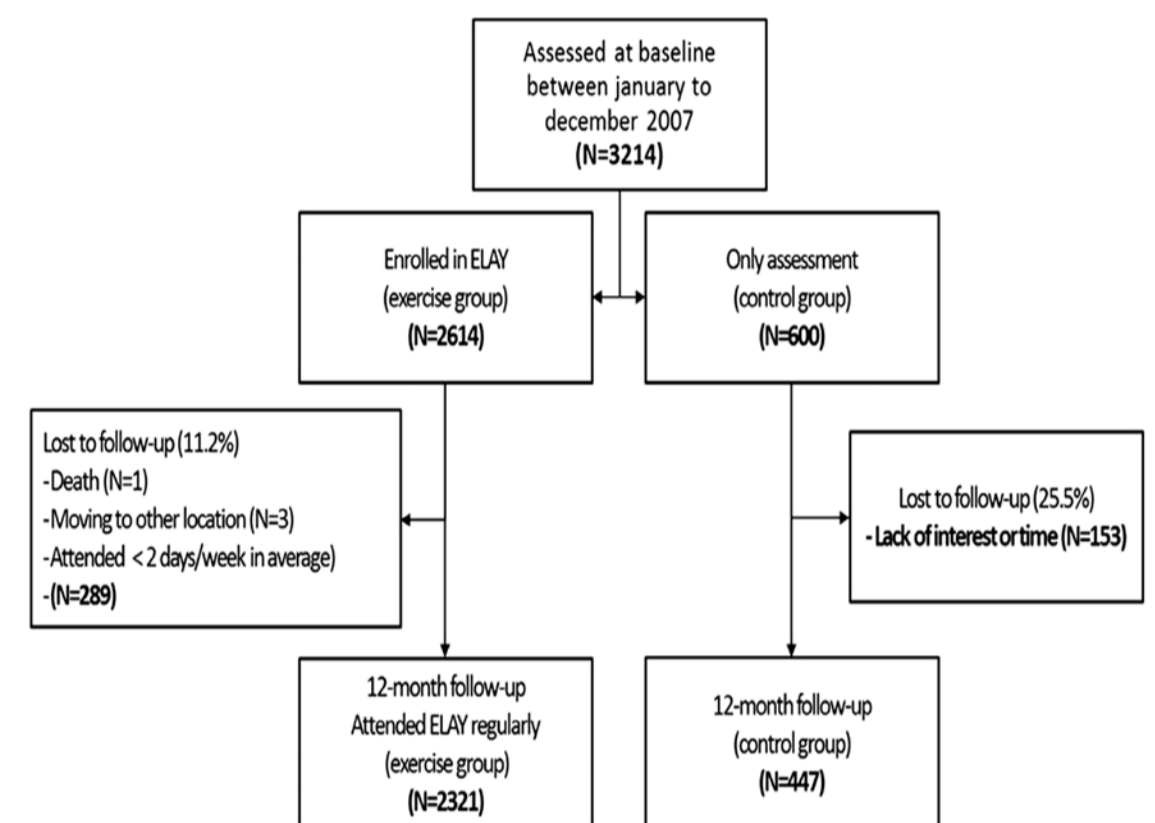 Assessed at baseline
between january to
december 2007
(N=3214)
Enrolled in ELAY
(exercise group)
(N=2614)
Only assessment
(control group)
(N=600)
Lost to follow-up (11.2%)
-Death (N=1)
-Moving to other location (N=3)
-Attended <2 days/week in average)
-(N=289)
Lost to follow-up (25.5%)
- Lack of interest or time (N=153)
12-month follow-up
Attended ELAY regularly
(exercise group)
(N=2321)
12-month follow-up
(control group)
(N=447)